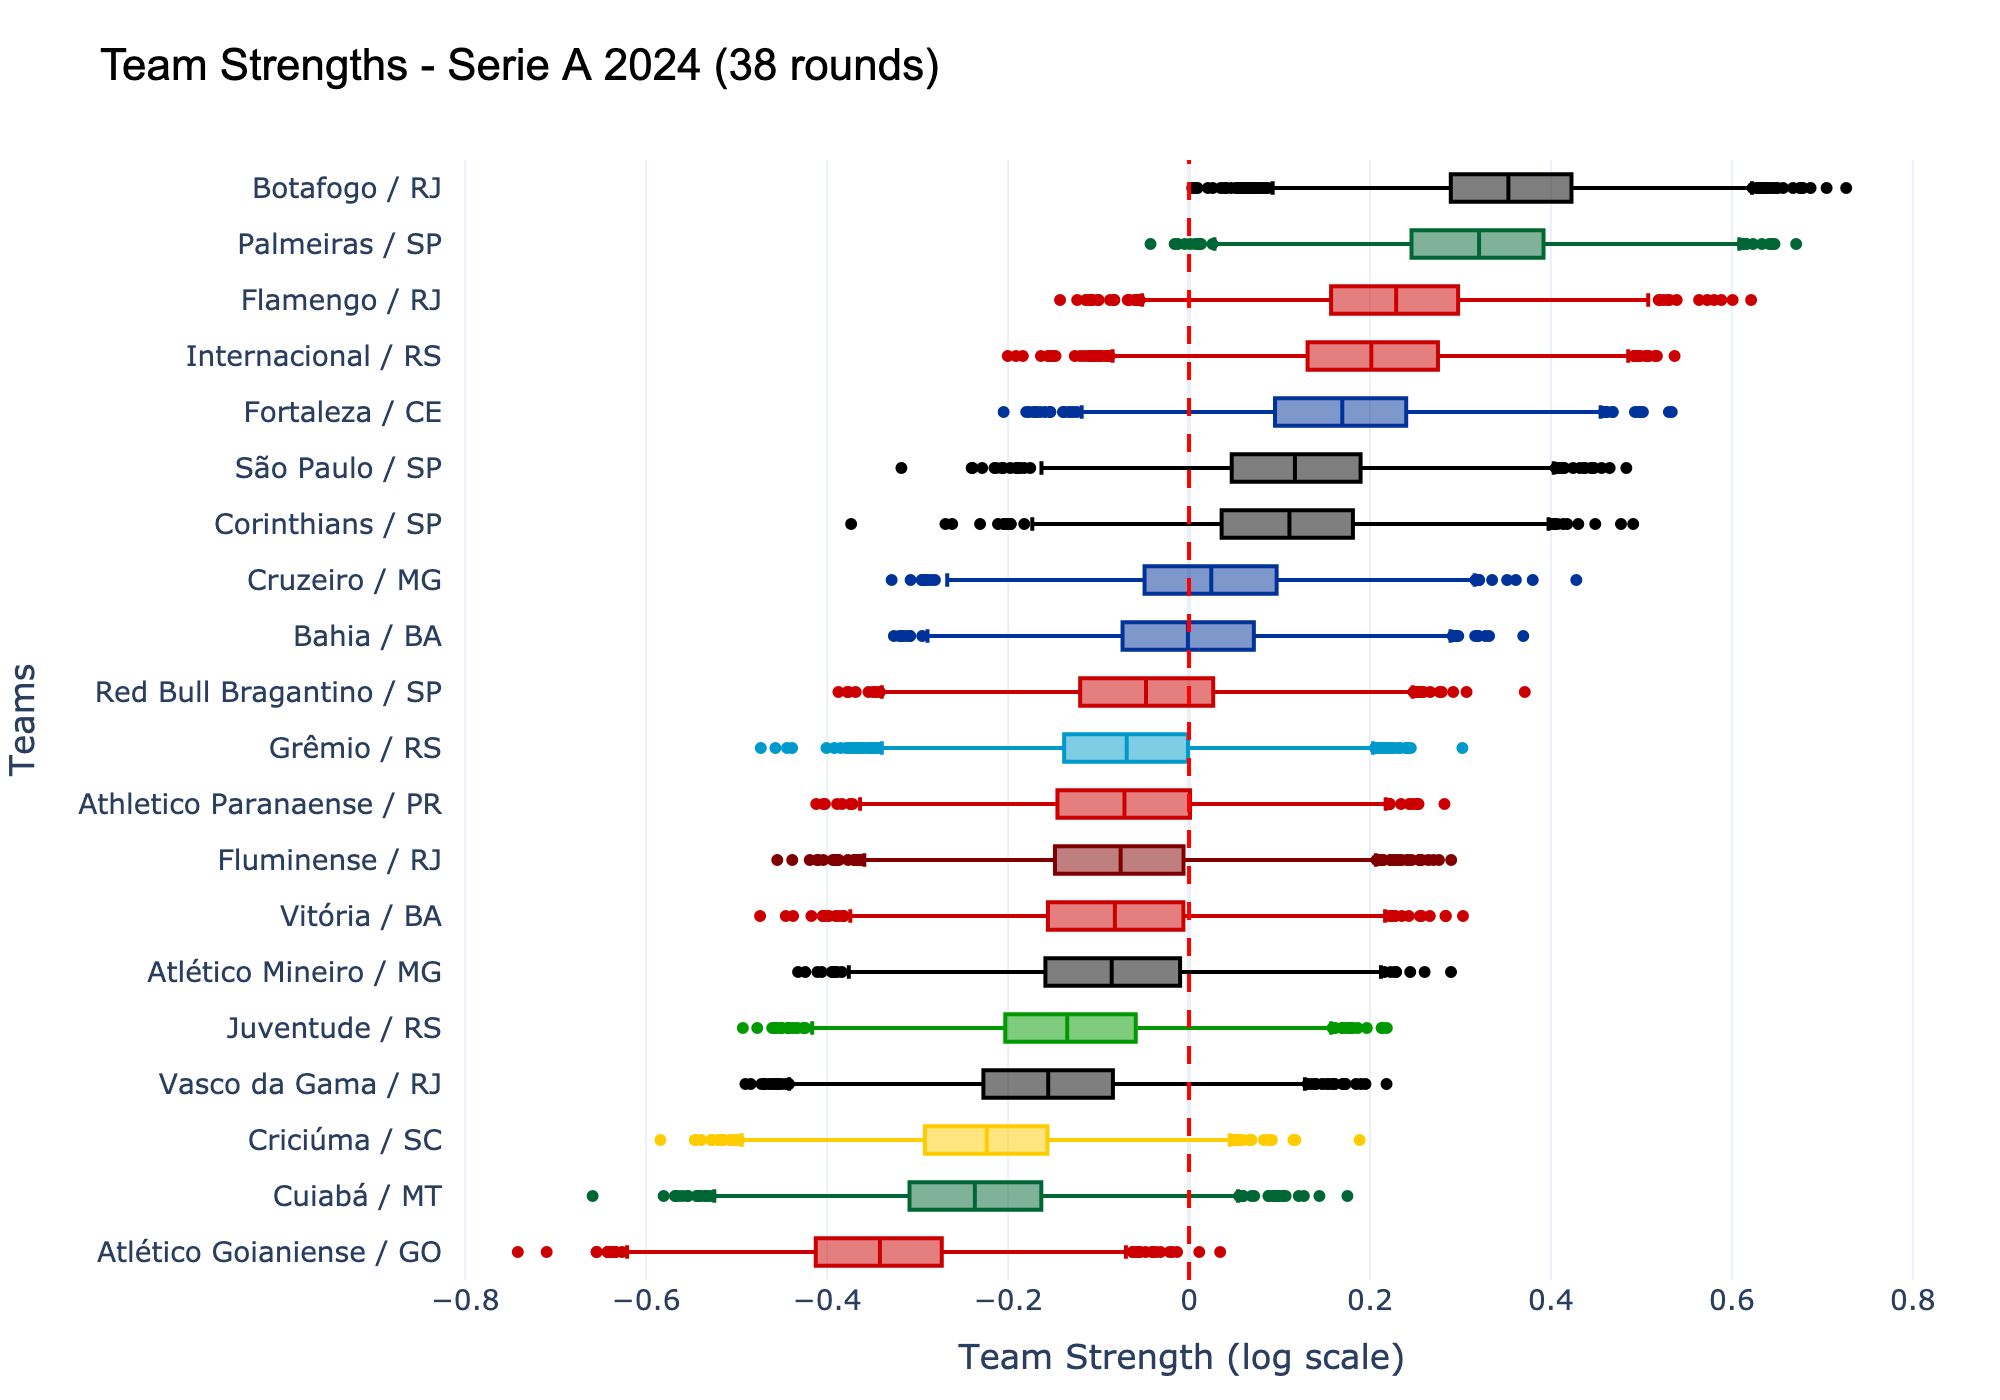 Team Strengths - Serie A 2024 (38 rounds)
Teams
Botafogo / RJ
Palmeiras / SP
Flamengo / RJ
Internacional / RS
Fortaleza / CE
São Paulo / SP
Corinthians / SP
Cruzeiro / MG
Bahia / BA
Red Bull Bragantino / SP
Grêmio / RS
Athletico Paranaense / PR
Fluminense / RJ
Vitória / BA
Atlético Mineiro / MG
Juventude / RS
Vasco da Gama / RJ
Criciúma / SC
Cuiabá / MT
Atlético Goianiense / GO
−0.8 −0.6 −0.4 −0.2 0 0.2 0.4 0.6 0.8
Team Strength (log scale)